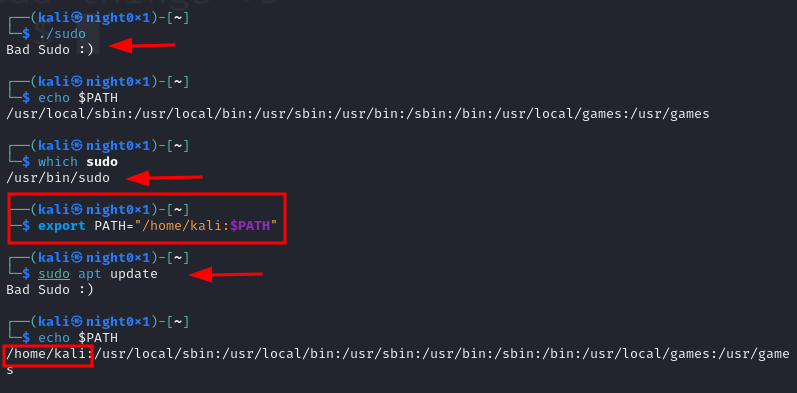 ┌──(kali㉿night0×1)-[~]
└─$ ./sudo
Bad Sudo :)
┌──(kali㉿night0×1)-[~]
└─$ echo $PATH
/usr/local/sbin:/usr/local/bin:/usr/sbin:/usr/bin:/sbin:/bin:/usr/local/games:/usr/games
┌──(kali㉿night0×1)-[~]
└─$ which sudo
/usr/bin/sudo
┌──(kali㉿night0×1)-[~]
└─$ export PATH="/home/kali:$PATH"
┌──(kali㉿night0×1)-[~]
└─$ sudo apt update
Bad Sudo :)
┌──(kali㉿night0×1)-[~]
└─$ echo $PATH
/home/kali:/usr/local/sbin:/usr/local/bin:/usr/sbin:/usr/bin:/sbin:/bin:/usr/local/games:/usr/game
s